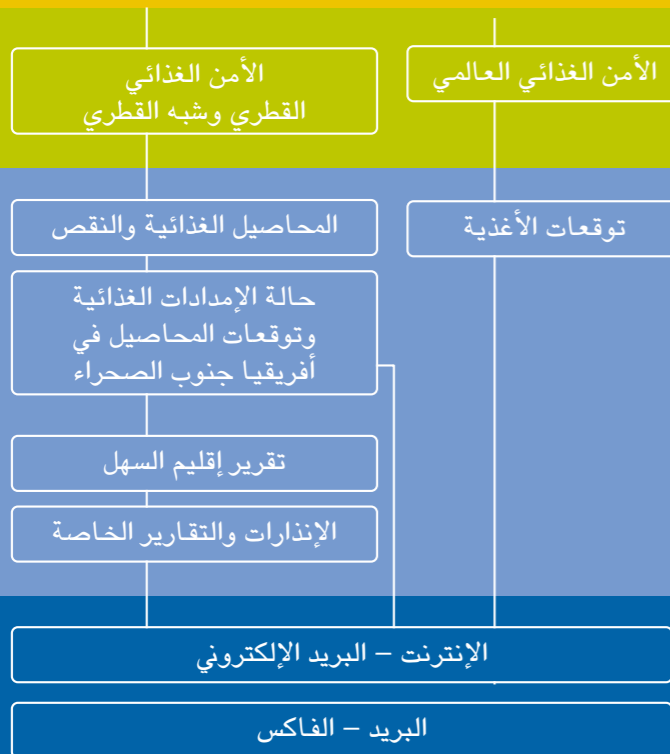 الأمن الغذائي العالمي
الأمن الغذائي
القطري وشبه القطري
توقعات الأغذية
المحاصيل الغذائية والنقص
حالة الإمدادات الغذائية
وتوقعات المحاصيل في
أفريقيا جنوب الصحراء
تقرير إقليم السهل
الإنذارات والتقارير الخاصة
الإنترنت – البريد الإلكتروني
البريد – الفاكس